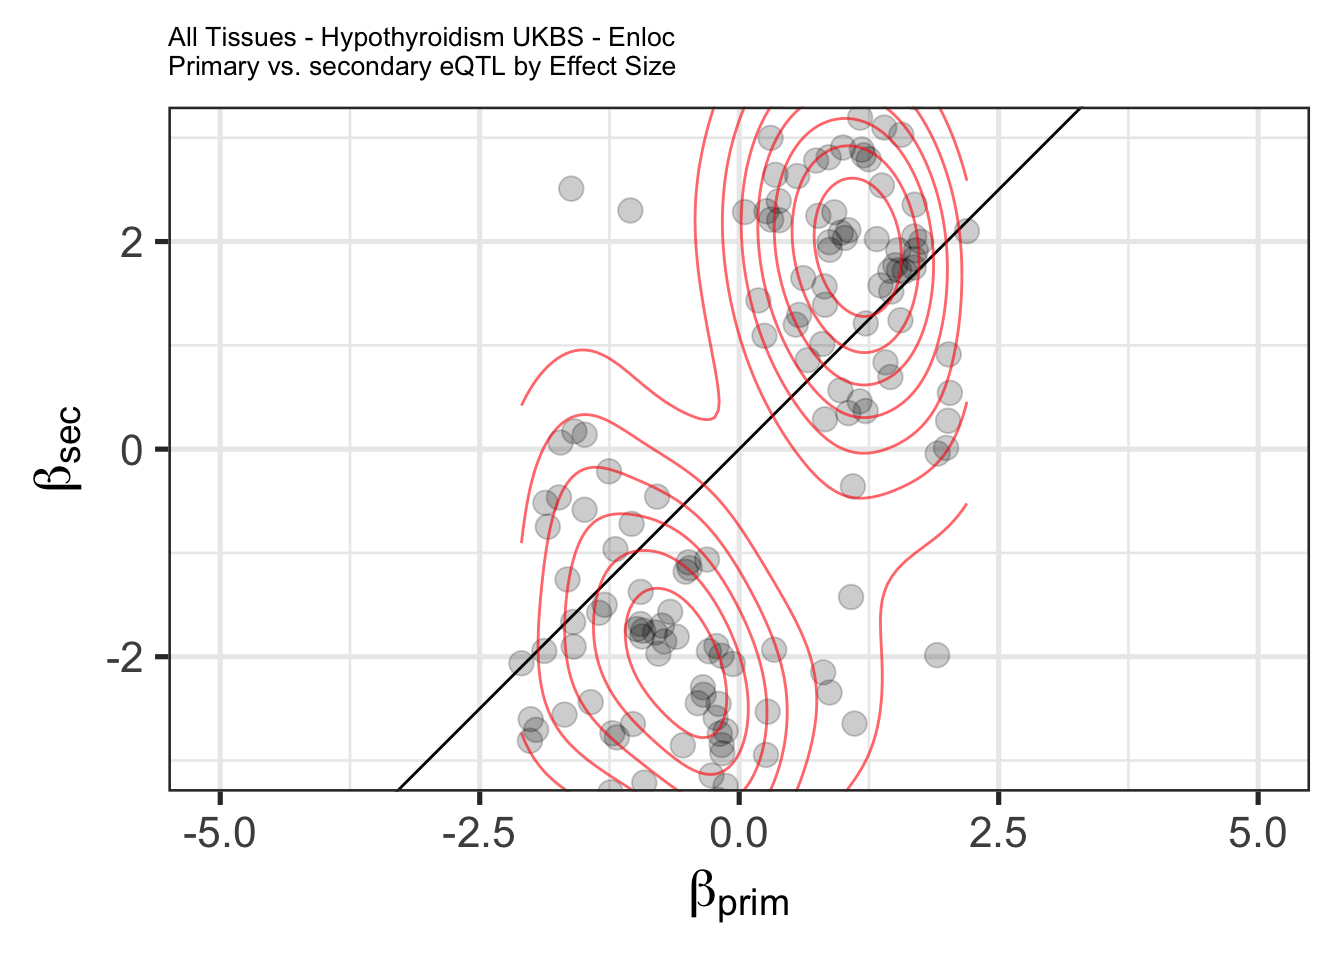 All Tissues - Hypothyroidism UKBS - Enloc
Primary vs. secondary eQTL by Effect Size
βsec
2
0
-2
-5.0 -2.5 0.0 2.5 5.0
βprim